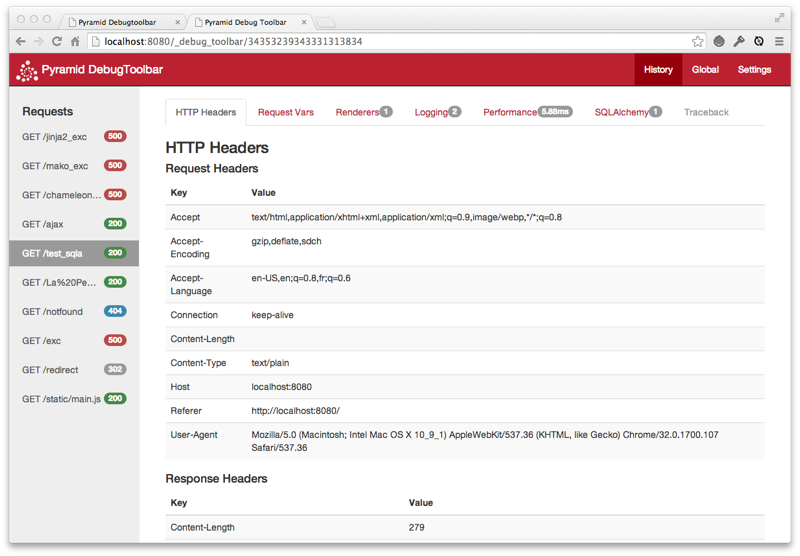 Pyramid Debugtoolbar
Pyramid Debug Toolbar
localhost:8080/_debug_toolbar/34353239343331313834
Pyramid DebugToolbar
History
Global
Settings
Requests
GET /jinja2_exc 500
GET /mako_exc 500
GET /chameleon... 500
GET /ajax 200
GET /test_sqla 200
GET /La%20Pe... 200
GET /notfound 404
GET /exc 500
GET /redirect 302
GET /static/main.js 200
HTTP Headers
Request Vars
Renderers 1
Logging 2
Performance 5.88ms
SQLAlchemy 1
Traceback
HTTP Headers
Request Headers
Key Value
Accept text/html,application/xhtml+xml,application/xml;q=0.9,image/webp,*/*;q=0.8
Accept-
Encoding gzip,deflate,sdch
Accept-
Language en-US,en;q=0.8,fr;q=0.6
Connection keep-alive
Content-Length
Content-Type text/plain
Host localhost:8080
Referer http://localhost:8080/
User-Agent Mozilla/5.0 (Macintosh; Intel Mac OS X 10_9_1) AppleWebKit/537.36 (KHTML, like Gecko) Chrome/32.0.1700.107
Safari/537.36
Response Headers
Key Value
Content-Length 279